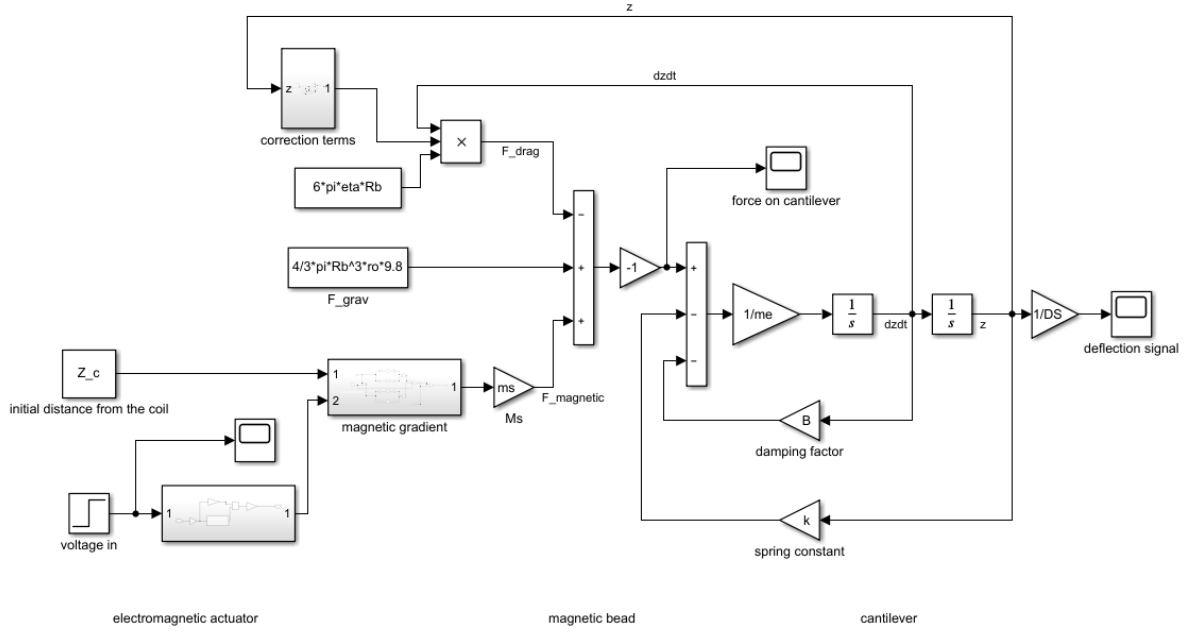 z
dzdt
z
1
correction terms
×
F_drag
6*pi*eta*Rb
force on cantilever
−
4/3*pi*Rb^3*ro*9.8
+
-1
+
F_grav
+
−
1/me
1
s
dzdt
1
s
z
1/DS
deflection signal
−
Z_c
1
2
1
ms
F_magnetic
initial distance from the coil
magnetic gradient
Ms
B
damping factor
1
1
voltage in
k
spring constant
electromagnetic actuator
magnetic bead
cantilever